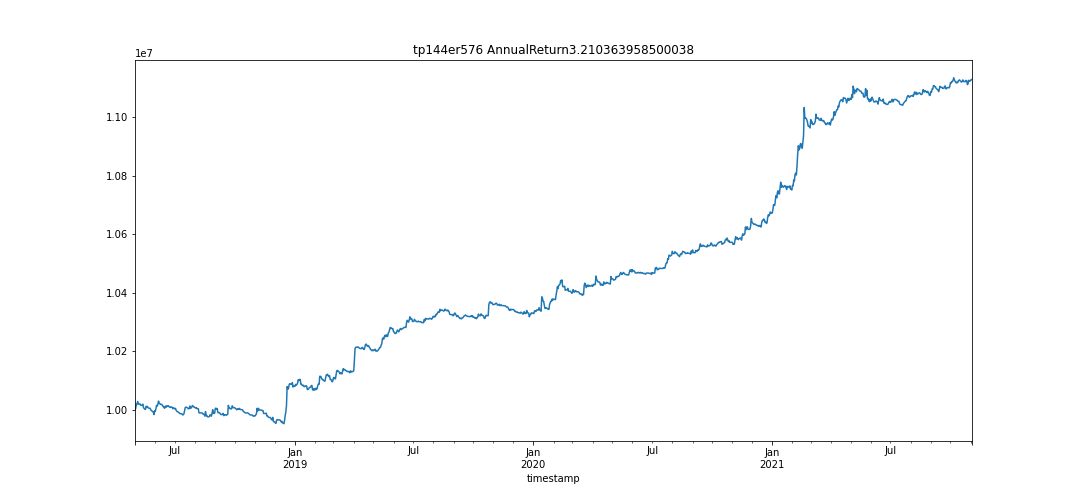 tp144er576 AnnualReturn3.210363958500038
1e7
1.10
1.08
1.06
1.04
1.02
1.00
Jul
Jan
2019
Jul
Jan
2020
Jul
Jan
2021
Jul
timestamp